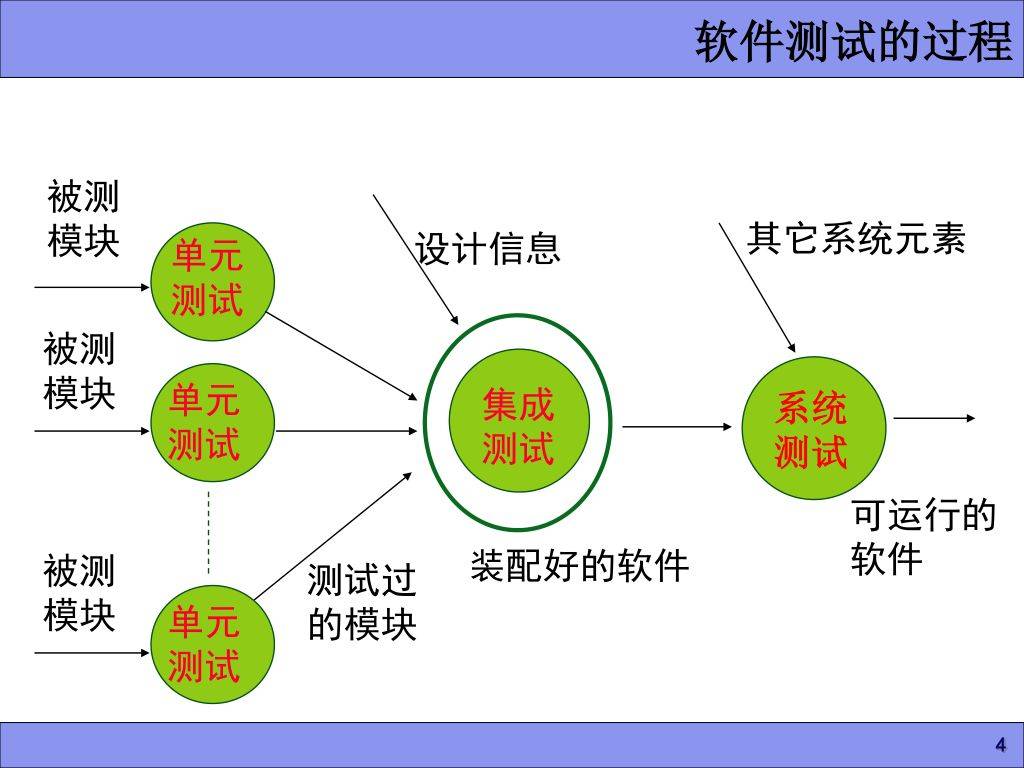 软件测试的过程
被测
模块
单元
测试
设计信息
其它系统元素
被测
模块
单元
测试
集成
测试
系统
测试
可运行的
软件
装配好的软件
被测
模块
测试过
的模块
单元
测试
4